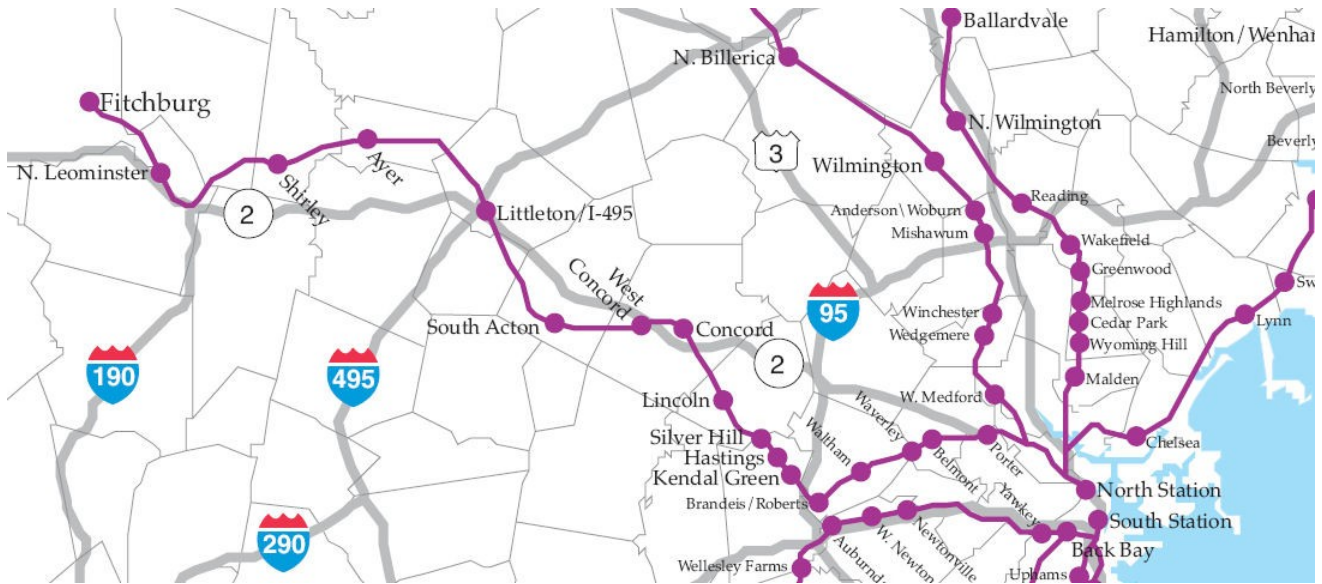 Ballardvale
Hamilton/Wenham
N. Billerica
North Beverly
Fitchburg
N. Wilmington
3
Beverly
Wilmington
N. Leominster
Ayer
Shirley
2
Littleton/I-495
Reading
Anderson\Woburn
Mishawum
Wakefield
Greenwood
West
Concord
95
Melrose Highlands
Winchester
Lynn
South Acton
Concord
Cedar Park
Wedgemere
Wyoming Hill
2
190
495
Malden
W. Medford
Lincoln
Waverley
Waltham
Silver Hill
Chelsea
Hastings
Belmont
Porter
Kendal Green
Brandeis/Roberts
North Station
Yawkey
South Station
290
Auburnd
W. Newton
Newtonville
Back Bay
Wellesley Farms
Uphams